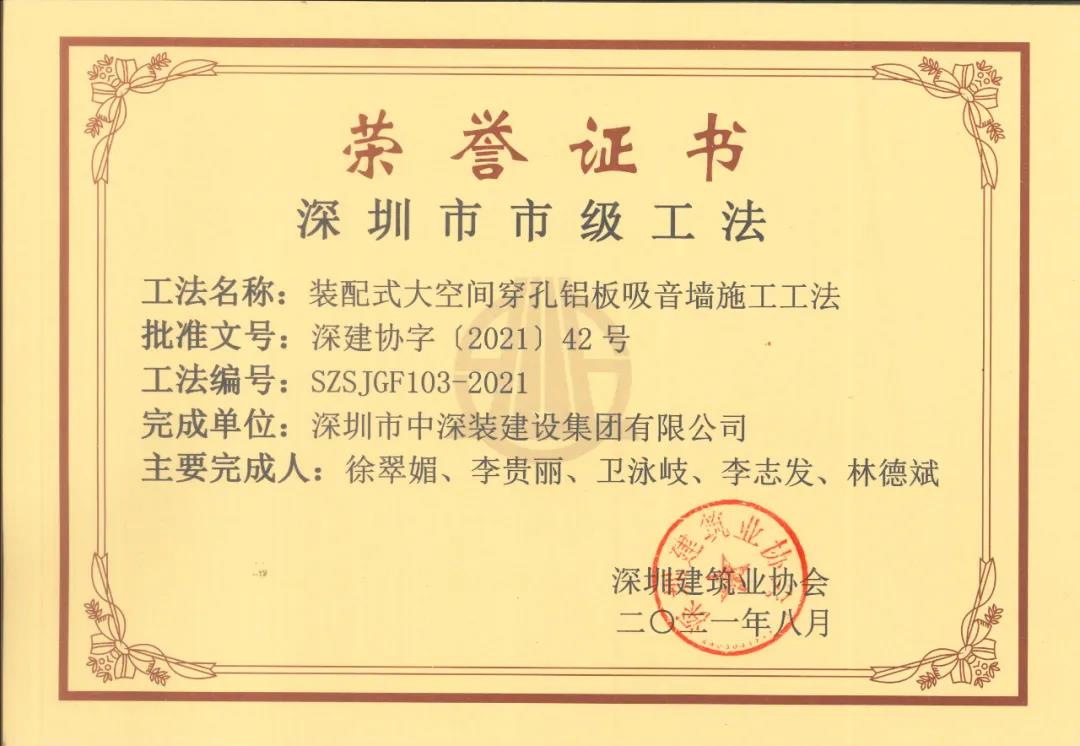 荣誉证书
深圳市市级工法
工法名称：装配式大空间穿孔铝板吸音墙施工工法
批准文号：深建协字〔2021〕42号
工法编号：SZSJGF103-2021
完成单位：深圳市中深装建设集团有限公司
主要完成人：徐翠媚、李贵丽、卫泳岐、李志发、林德斌
深圳建筑业协会
二〇二一年八月